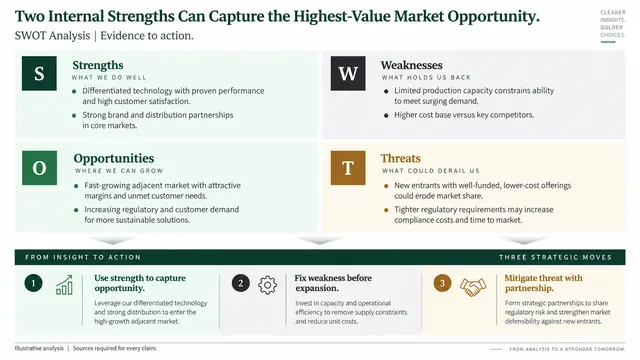 Two Internal Strengths Can Capture the Highest-Value Market Opportunity.
SWOT Analysis | Evidence to action.
CLEARER
INSIGHTS.
BOLDER
CHOICES.
S
Strengths
WHAT WE DO WELL
• Differentiated technology with proven performance
and high customer satisfaction.
• Strong brand and distribution partnerships
in core markets.
W
Weaknesses
WHAT HOLDS US BACK
• Limited production capacity constrains ability
to meet surging demand.
• Higher cost base versus key competitors.
O
Opportunities
WHERE WE CAN GROW
• Fast-growing adjacent market with attractive
margins and unmet customer needs.
• Increasing regulatory and customer demand
for more sustainable solutions.
T
Threats
WHAT COULD DERAIL US
• New entrants with well-funded, lower-cost offerings
could erode market share.
• Tighter regulatory requirements may increase
compliance costs and time to market.
FROM INSIGHT TO ACTION
THREE STRATEGIC MOVES
1
Use strength to capture
opportunity.
Leverage our differentiated technology
and strong distribution to enter the
high-growth adjacent market.
2
Fix weakness before
expansion.
Invest in capacity and operational
efficiency to remove supply constraints
and reduce unit costs.
3
Mitigate threat with
partnership.
Form strategic partnerships to share
regulatory risk and strengthen market
defensibility against new entrants.
Illustrative analysis | Sources required for every claim.
FROM ANALYSIS TO A STRONGER TOMORROW.